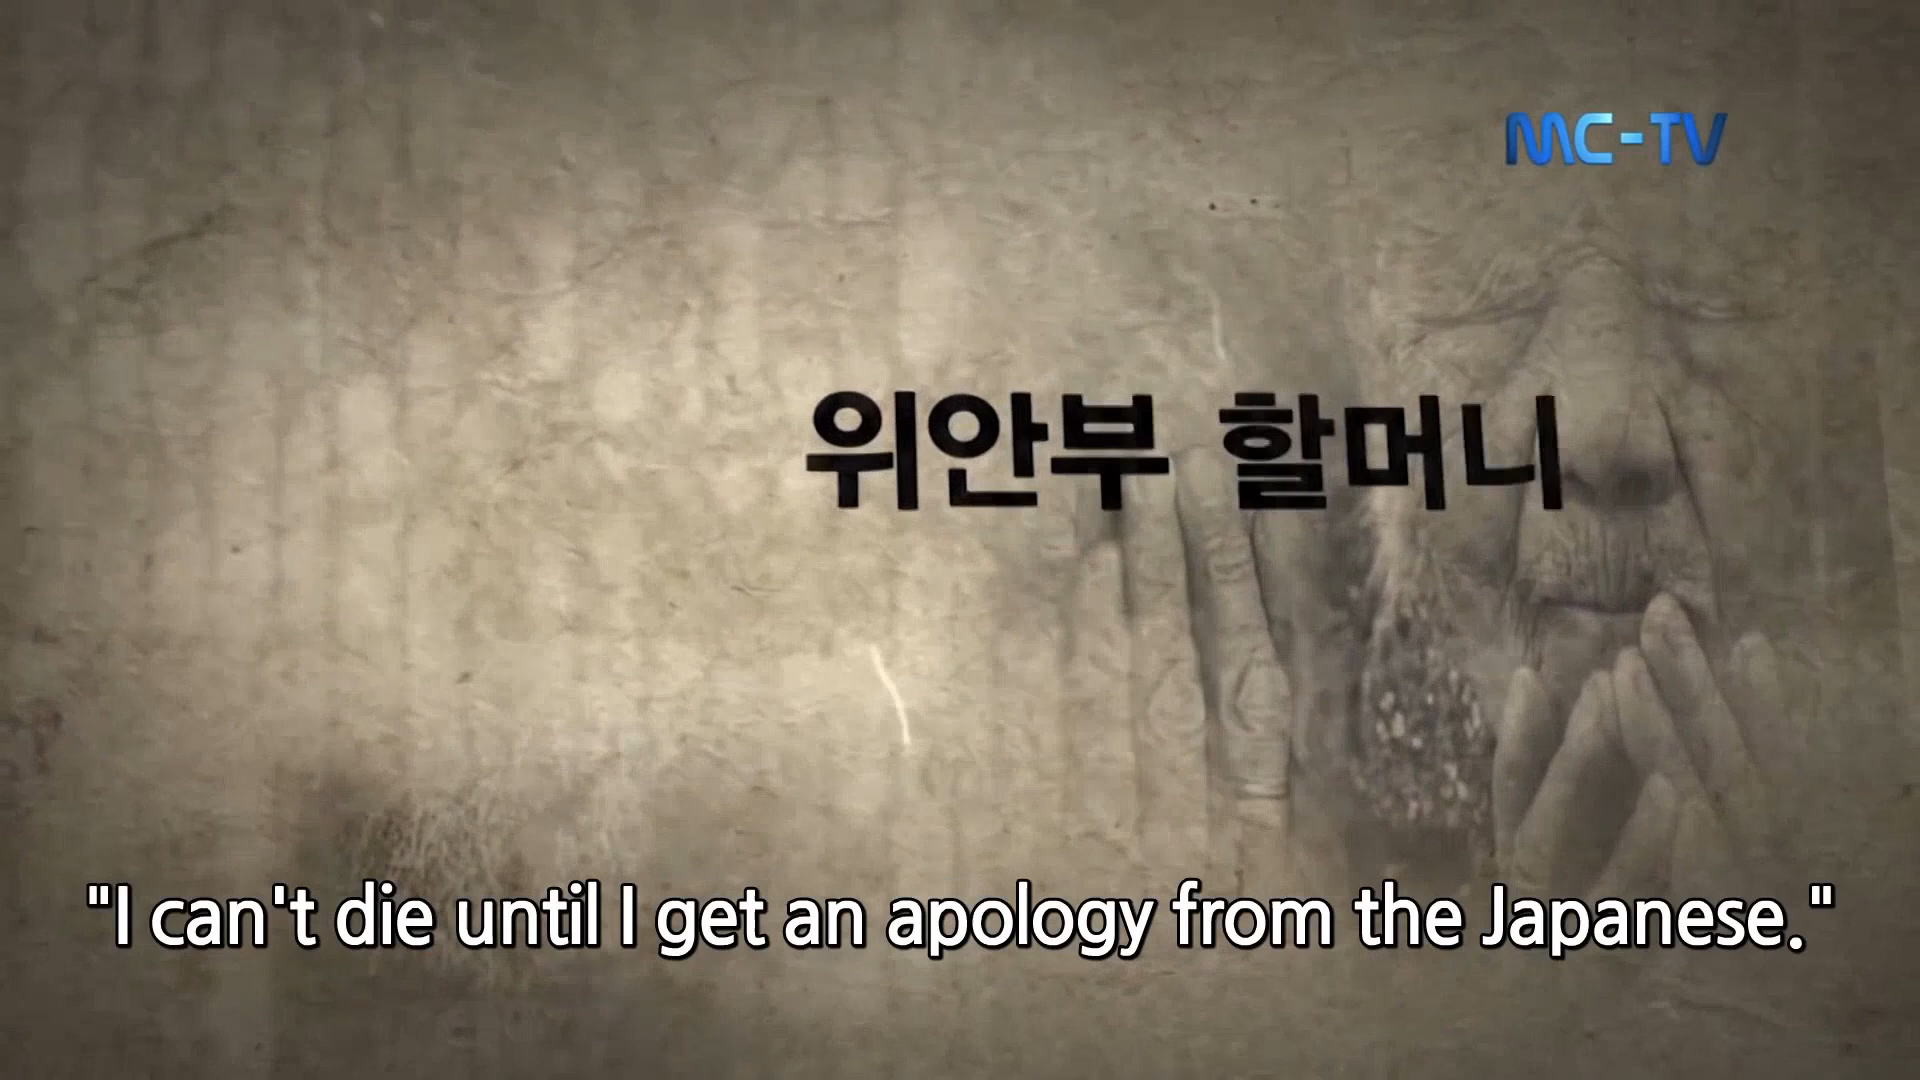 MC-TV
위안부 할머니
"I can't die until I get an apology from the Japanese."